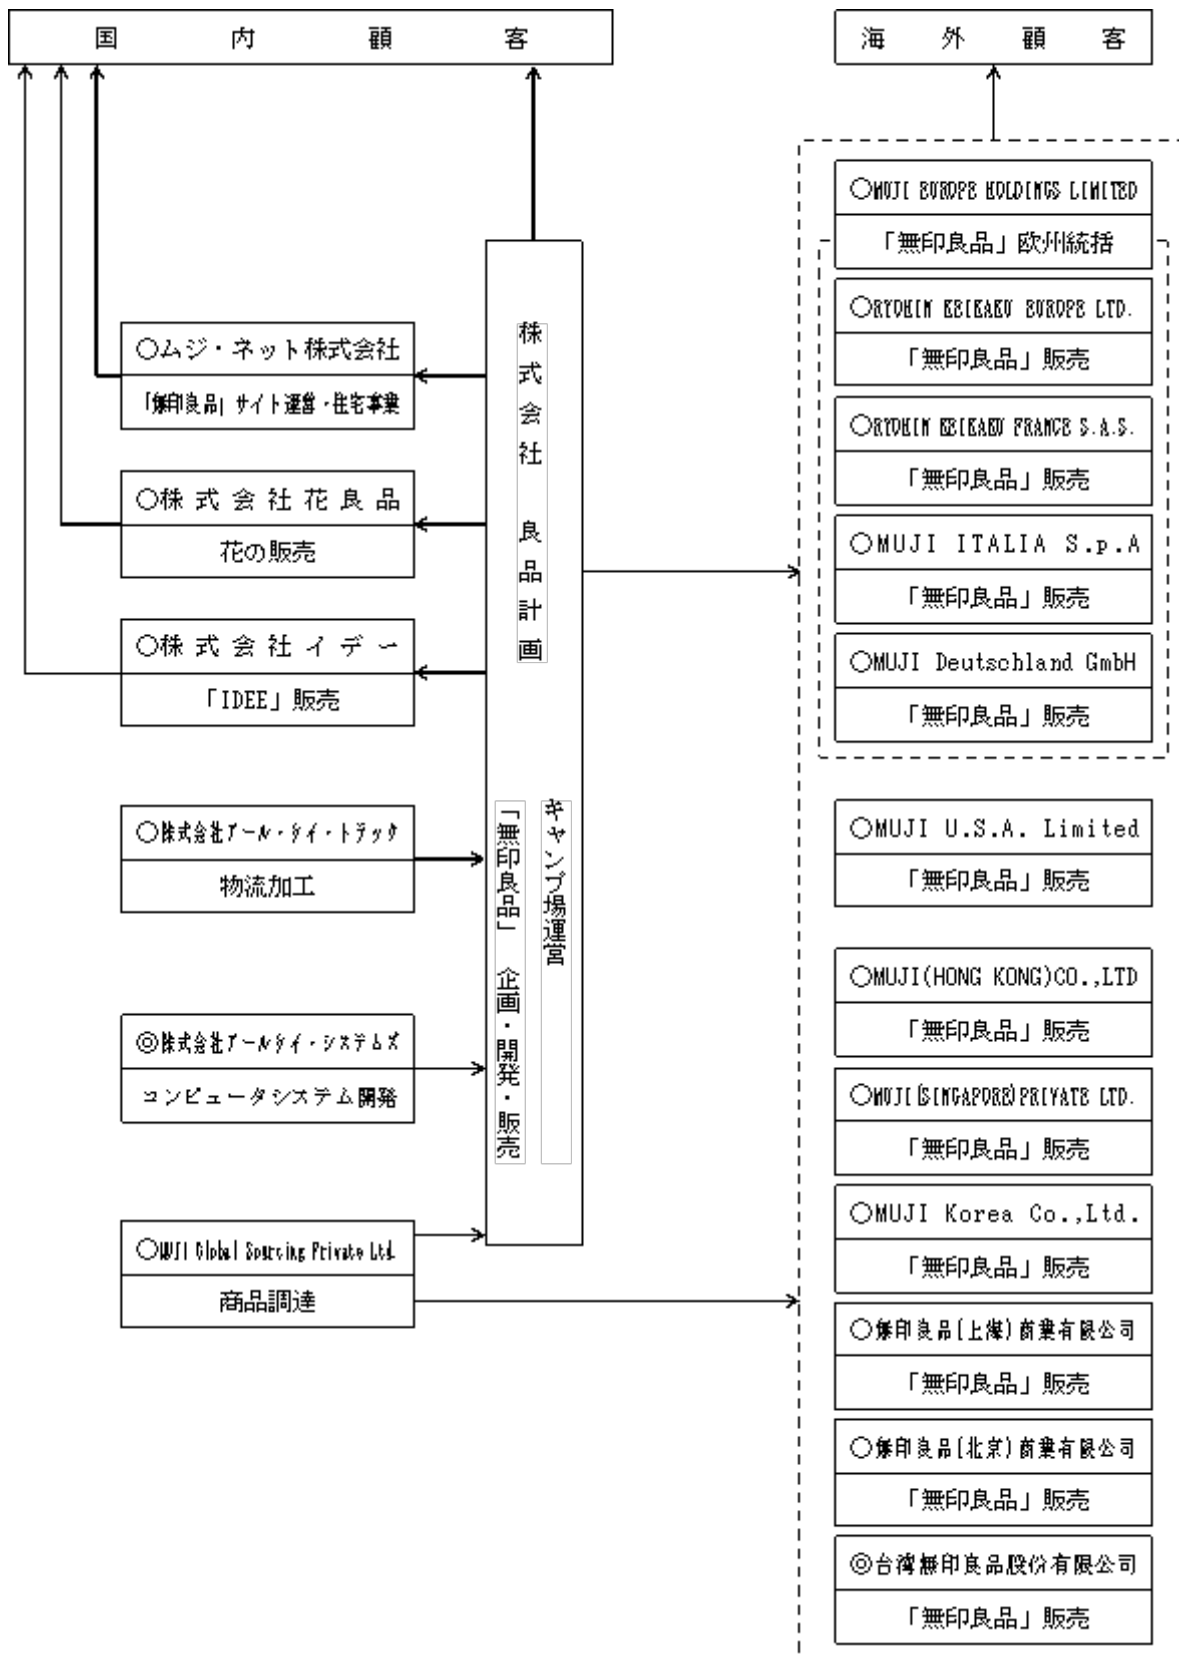 国内顧客
海外顧客
○MUJI EUROPE HOLDINGS LIMITED
「無印良品」欧州統括
○RYOHIN KEIKAKU EUROPE LTD.
「無印良品」販売
○RYOHIN KEIKAKU FRANCE S.A.S.
「無印良品」販売
○MUJI ITALIA S.p.A
「無印良品」販売
○MUJI Deutschland GmbH
「無印良品」販売
○MUJI U.S.A. Limited
「無印良品」販売
○MUJI(HONG KONG)CO.,LTD
「無印良品」販売
○MUJI(SINGAPORE)PRIVATE LTD.
「無印良品」販売
○MUJI Korea Co.,Ltd.
「無印良品」販売
○無印良品(上海)商業有限公司
「無印良品」販売
○無印良品(北京)商業有限公司
「無印良品」販売
◎台湾無印良品股份有限公司
「無印良品」販売
株式会社 良品計画
「無印良品」 企画・開発・販売
キャンプ場運営
○ムジ・ネット株式会社
「無印良品」サイト運営・住宅事業
○株式会社花良品
花の販売
○株式会社イデー
「IDEE」販売
○株式会社アール・ケイ・トラック
物流加工
◎株式会社アールケイ・システムズ
コンピュータシステム開発
○MUJI Global Sourcing Private Ltd.
商品調達